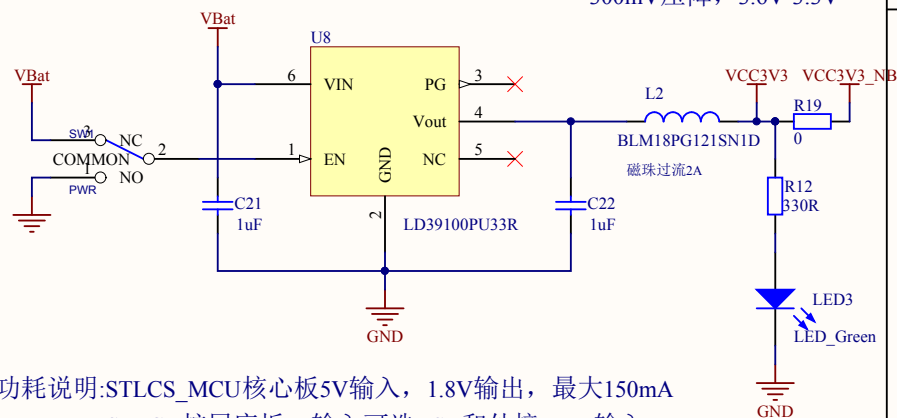 VBat
U8
VBat
6
VIN
PG
3
VCC3V3
VCC3V3_NB
Vout
4
L2
R19
SW1
3
NC
COMMON
2
1
EN
NC
5
BLM18PG121SN1D
0
1
NO
PWR
GND
磁珠过流2A
R12
330R
C21
1uF
2
LD39100PU33R
C22
1uF
LED3
LED_Green
GND
GND
功耗说明:STLCS_MCU核心板5V输入，1.8V输出，最大150mA